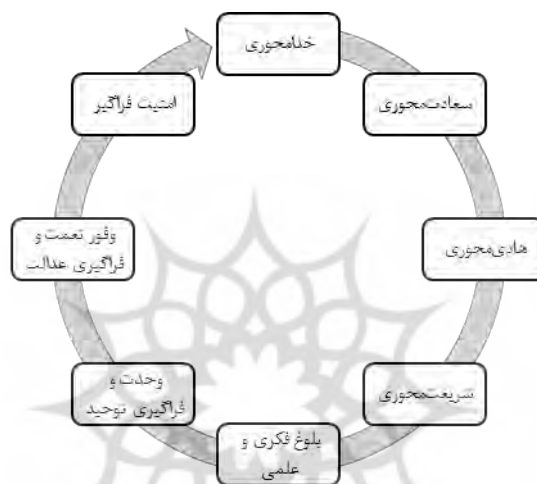 خدامحوری
سعادت‌محوری
هادی‌محوری
شریعت‌محوری
بلوغ فکری و
علمی
وحدت و
فراگیری توحید
وفور نعمت و
فراگیری عدالت
امنیت فراگیر